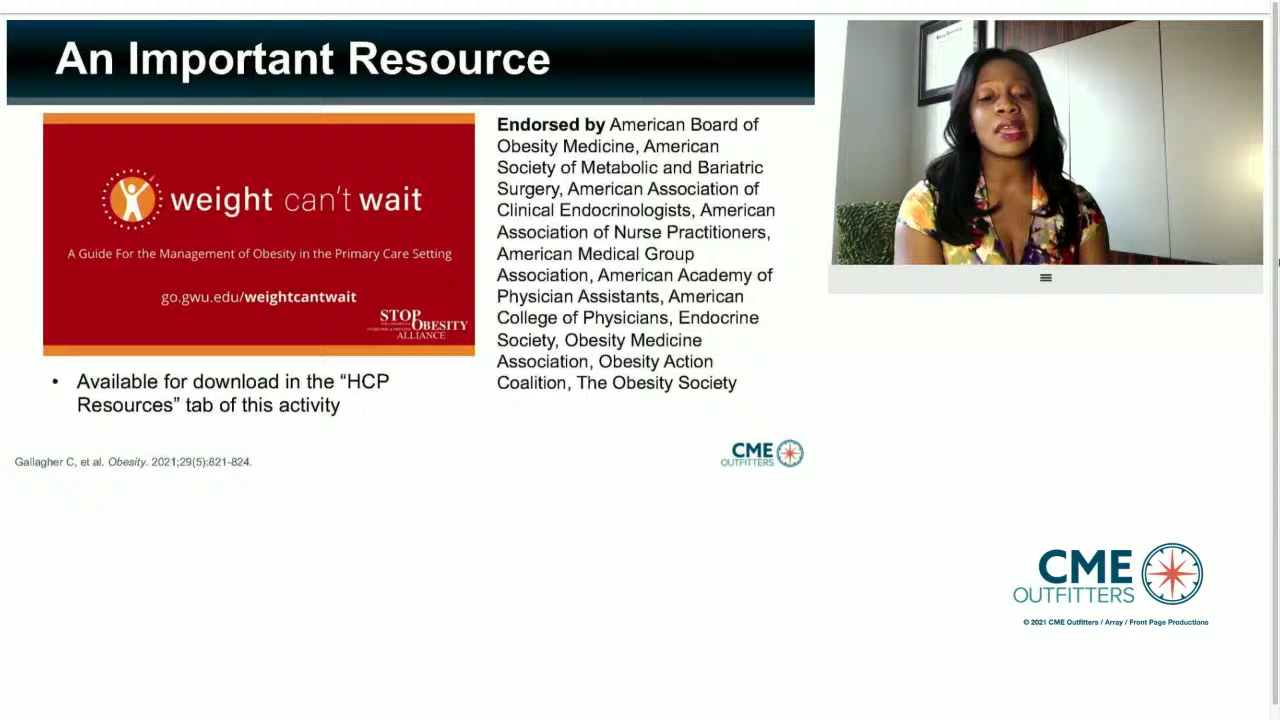 An Important Resource
weight can't wait
A Guide For the Management of Obesity in the Primary Care Setting
go.gwu.edu/weightcantwait
STOP
OBESITY
ALLIANCE
• Available for download in the “HCP
Resources” tab of this activity
Endorsed by American Board of
Obesity Medicine, American
Society of Metabolic and Bariatric
Surgery, American Association of
Clinical Endocrinologists, American
Association of Nurse Practitioners,
American Medical Group
Association, American Academy of
Physician Assistants, American
College of Physicians, Endocrine
Society, Obesity Medicine
Association, Obesity Action
Coalition, The Obesity Society
Gallagher C, et al. Obesity. 2021;29(5):821-824.
CME
OUTFITTERS
CME
OUTFITTERS
© 2021 CME Outfitters / Array / Front Page Productions